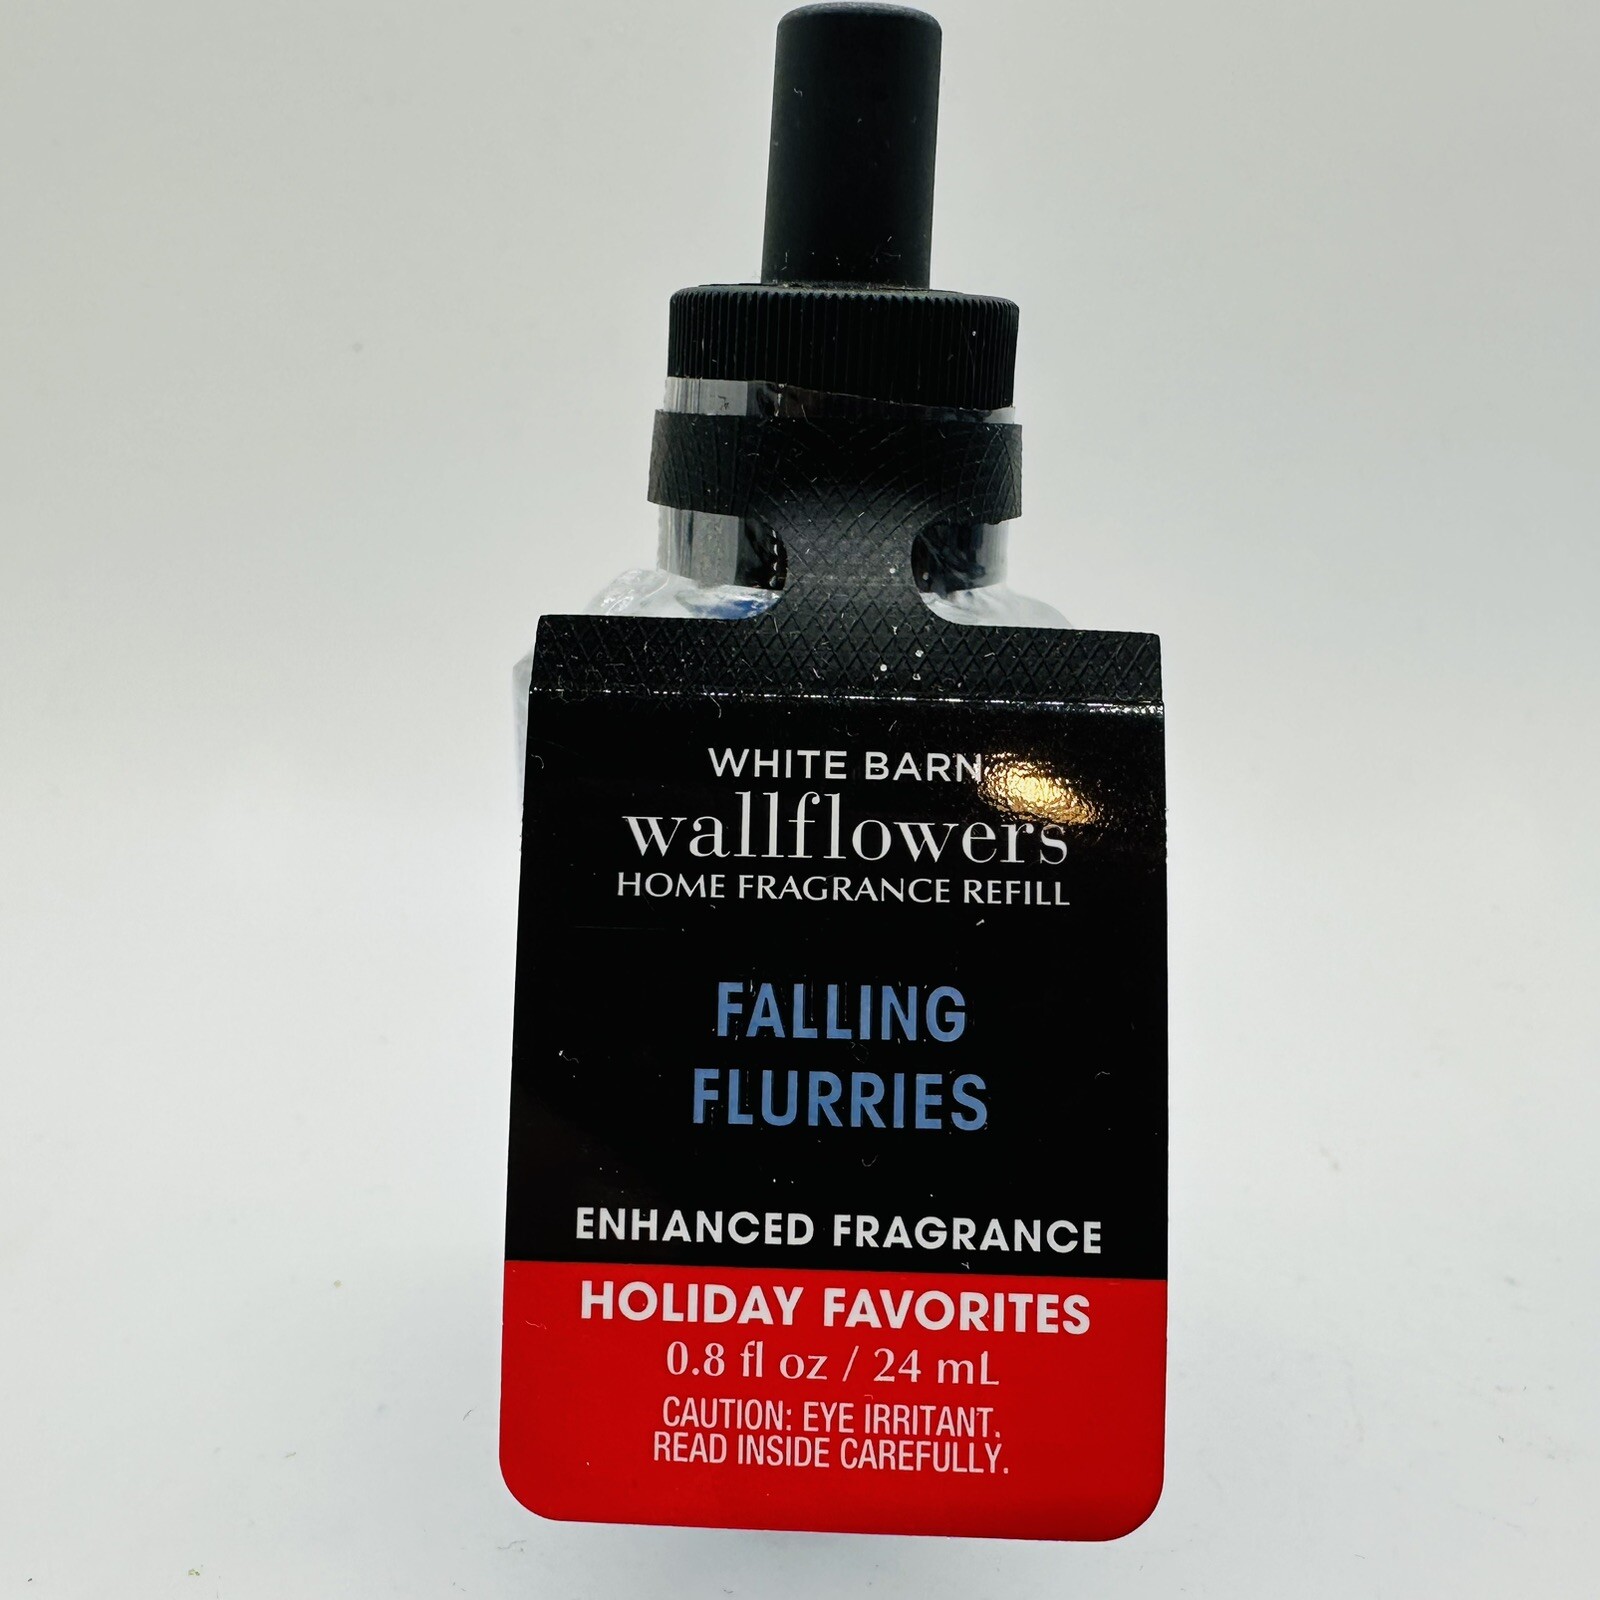 WHITE BARN
wallflowers
HOME FRAGRANCE REFILL
FALLING
FLURRIES
ENHANCED FRAGRANCE
HOLIDAY FAVORITES
0.8 fl oz / 24 mL
CAUTION: EYE IRRITANT.
READ INSIDE CAREFULLY.